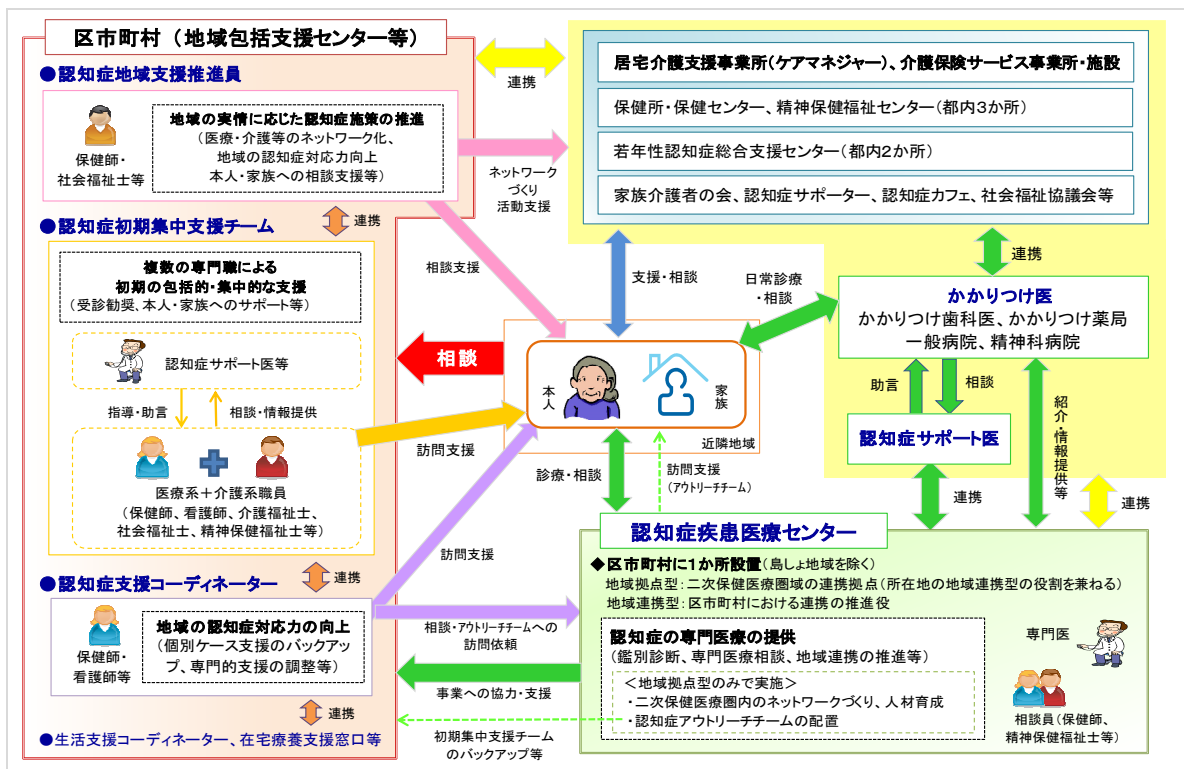 区市町村（地域包括支援センター等）
●認知症地域支援推進員
保健師・
社会福祉士等
地域の実情に応じた認知症施策の推進
（医療・介護等のネットワーク化、
地域の認知症対応力向上
本人・家族への相談支援等）
連携
●認知症初期集中支援チーム
複数の専門職による
初期の包括的・集中的な支援
（受診勧奨、本人・家族へのサポート等）
認知症サポート医等
指導・助言
相談・情報提供
医療系＋介護系職員
（保健師、看護師、介護福祉士、
社会福祉士、精神保健福祉士等）
連携
●認知症支援コーディネーター
保健師・
看護師等
地域の認知症対応力の向上
（個別ケース支援のバックアッ
プ、専門的支援の調整等）
連携
●生活支援コーディネーター、在宅療養支援窓口等
連携
ネットワーク
づくり
活動支援
相談支援
相談
訪問支援
訪問支援
相談・アウトリーチチームへの
訪問依頼
事業への協力・支援
初期集中支援チーム
のバックアップ等
居宅介護支援事業所（ケアマネジャー）、介護保険サービス事業所・施設
保健所・保健センター、精神保健福祉センター（都内３か所）
若年性認知症総合支援センター（都内２か所）
家族介護者の会、認知症サポーター、認知症カフェ、社会福祉協議会等
支援・相談
日常診療
・相談
連携
本人
家族
近隣地域
診療・相談
訪問支援
（アウトリーチチーム）
かかりつけ医
かかりつけ歯科医、かかりつけ薬局
一般病院、精神科病院
助言
相談
認知症サポート医
連携
紹介・情報提供等
連携
認知症疾患医療センター
◆区市町村に１か所設置（島しょ地域を除く）
地域拠点型：二次保健医療圏域の連携拠点（所在地の地域連携型の役割を兼ねる）
地域連携型：区市町村における連携の推進役
認知症の専門医療の提供
（鑑別診断、専門医療相談、地域連携の推進等）
＜地域拠点型のみで実施＞
・二次保健医療圏内のネットワークづくり、人材育成
・認知症アウトリーチチームの配置
専門医
相談員（保健師、
精神保健福祉士等）